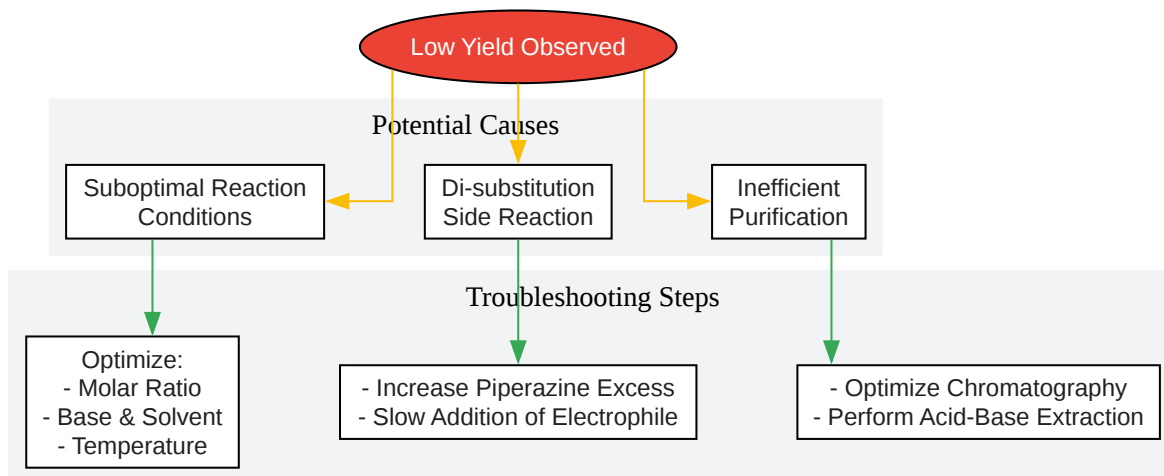 Low Yield Observed
Potential Causes
Suboptimal Reaction
Conditions
Di-substitution
Side Reaction
Inefficient
Purification
Troubleshooting Steps
Optimize:
- Molar Ratio
- Base & Solvent
- Temperature
- Increase Piperazine Excess
- Slow Addition of Electrophile
- Optimize Chromatography
- Perform Acid-Base Extraction